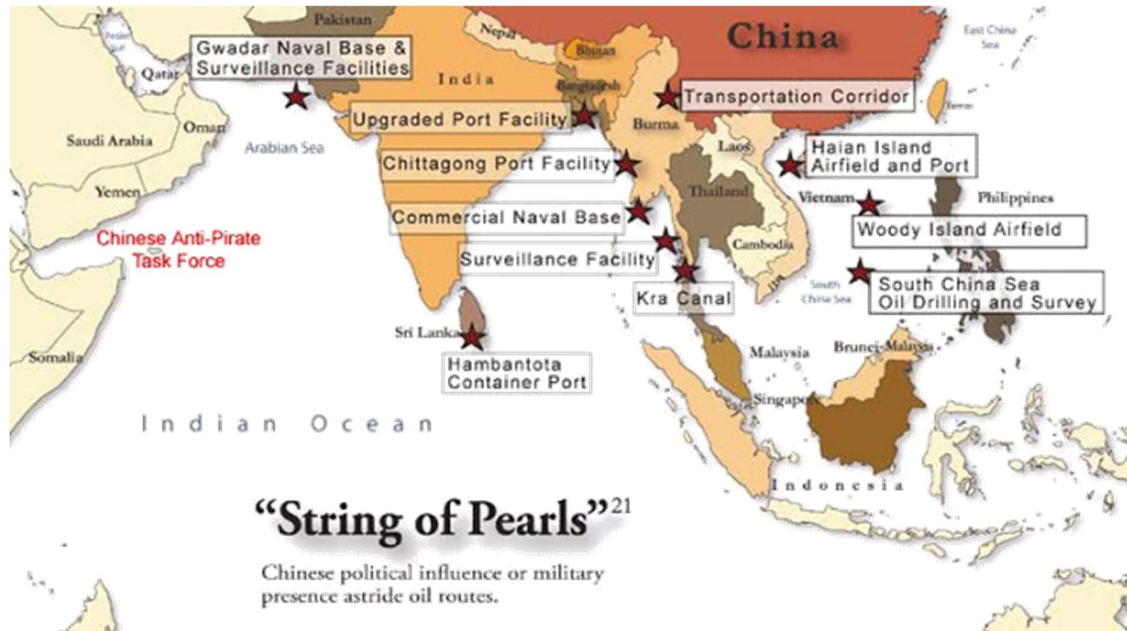 Pakistan
Nepal
China
East China
Sea
Persian
Gulf
Gwadar Naval Base &
Surveillance Facilities
Qatar
India
Bhutan
Bangladesh
Transportation Corridor
Upgraded Port Facility
Burma
Taiwan
Saudi Arabia
Oman
Arabian Sea
Laos
Haian Island
Airfield and Port
Chittagong Port Facility
Yemen
Thailand
Vietnam
Philippines
Commercial Naval Base
Woody Island Airfield
Chinese Anti-Pirate
Task Force
Cambodia
Surveillance Facility
South
China Sea
South China Sea
Oil Drilling and Survey
Kra Canal
Sri Lanka
Somalia
Malaysia
Brunei
Malaysia
Hambantota
Container Port
Singapore
Indian Ocean
Indonesia
“String of Pearls”21
Chinese political influence or military
presence astride oil routes.